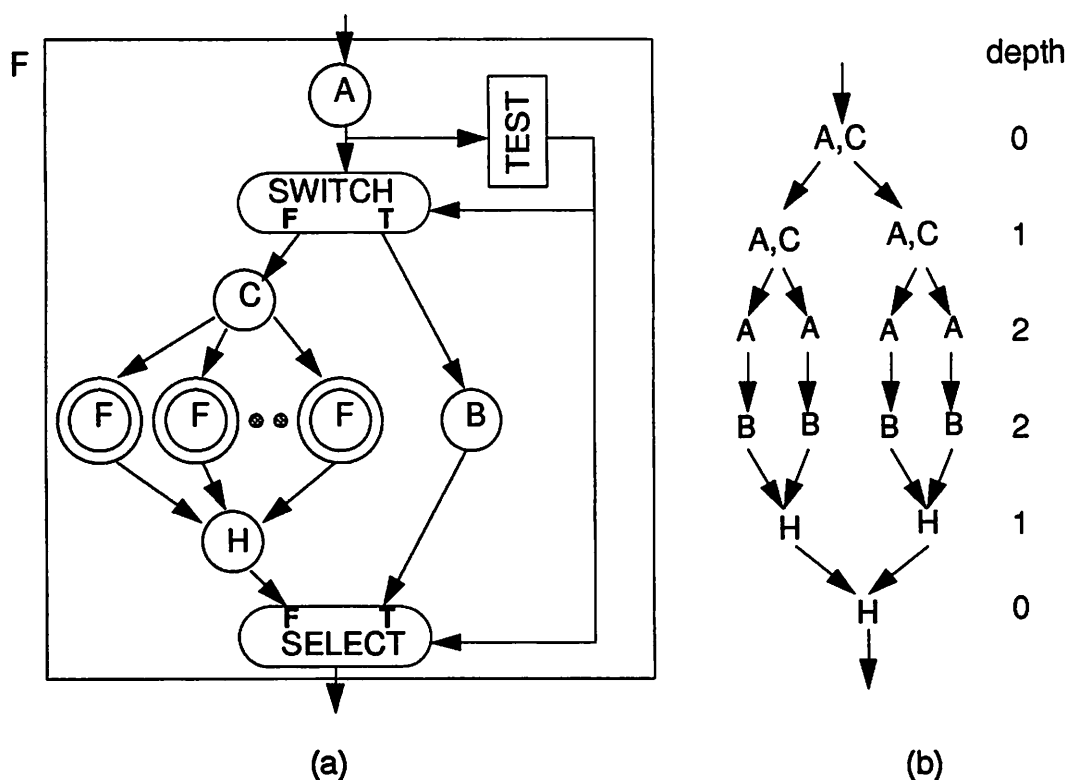 F
A
TEST
SWITCH
F T
C
F F F B
H
F T
SELECT
(a)
depth
A,C 0
A,C A,C 1
A A A A 2
B B B B 2
H H 1
H 0
(b)